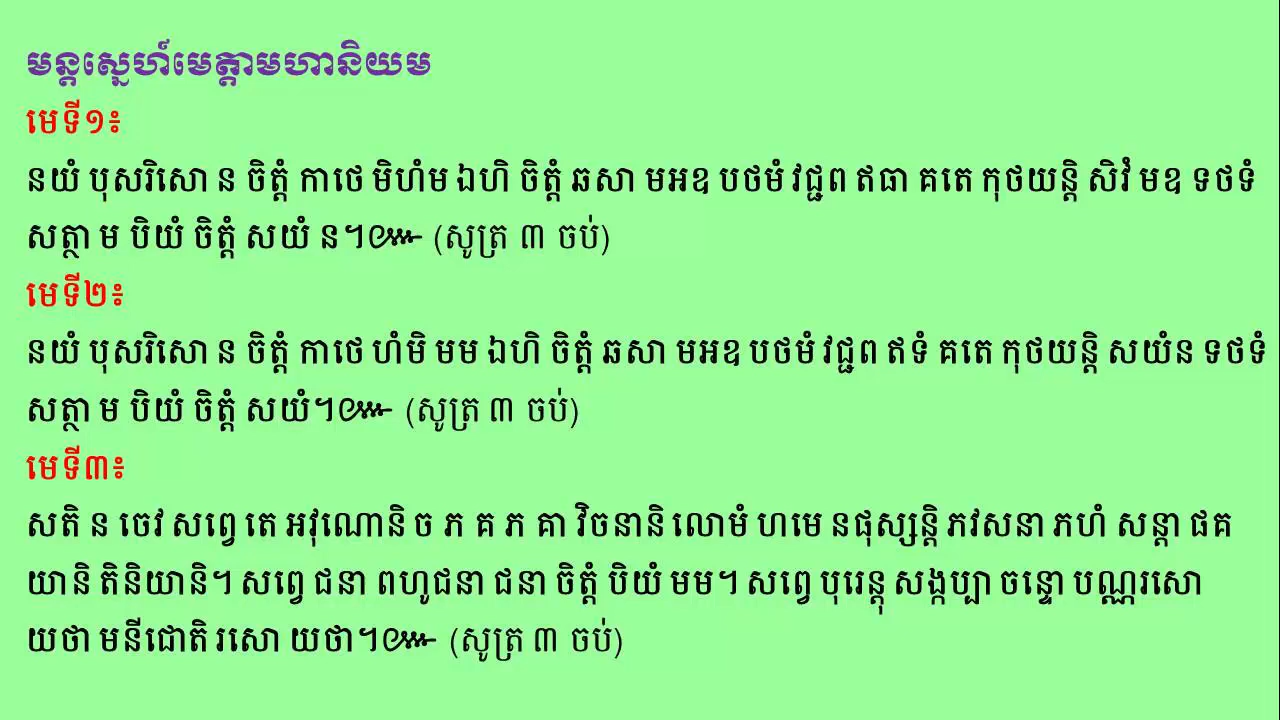 មន្តស្នេហ៍មេត្តាមហានិយម
មេទី១៖
នយំ បុសរិសោ ន ចិត្តំ កាថេ មិហំម ឯហិ ចិត្តំ ឆសា មអឧ បថមំ វជ្ជព ឥធា គតេ កុថយន្តិ សិវំ មឧ ទថទំ
សត្ថា ម បិយំ ចិត្តំ សយំ ន។៚ (សូត្រ ៣ ចប់)
មេទី២៖
នយំ បុសរិសោ ន ចិត្តំ កាថេ ហំមិ មម ឯហិ ចិត្តំ ឆសា មអឧ បថមំ វជ្ជព ឥទំ គតេ កុថយន្តិ សយំន ទថទំ
សត្ថា ម បិយំ ចិត្តំ សយំ។៚ (សូត្រ ៣ ចប់)
មេទី៣៖
សតិ ន ចេវ សព្វេ តេ អវុណោនិ ច ភ គ ភ គា វិចនានិ លោមំ ហមេ នផុស្សន្តិ ភវសនា ភហំ សន្តា ផគ
យានិ តិនិយានិ។ សព្វេ ជនា ពហូជនា ជនា ចិត្តំ បិយំ មម។ សព្វេ បុរេន្តុ សង្កប្បា ចន្ទោ បណ្ណរសោ
យថា មនីជោតិ រសោ យថា។៚ (សូត្រ ៣ ចប់)